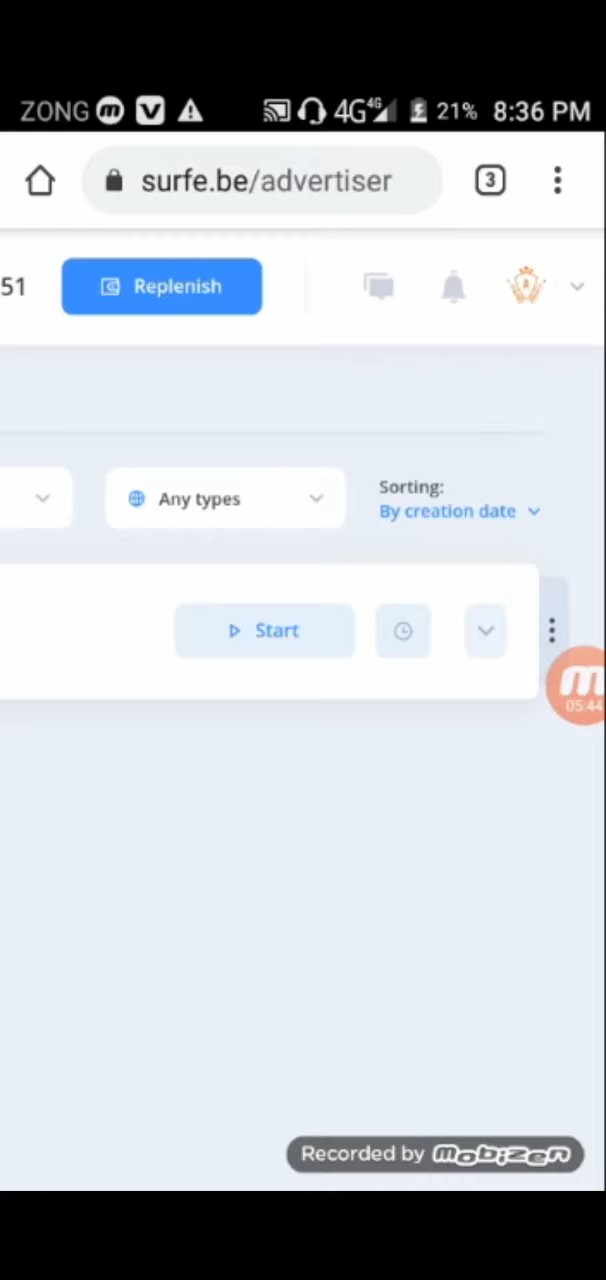 ZONG 4G 4G 21% 8:36 PM
surfe.be/advertiser 3
51 Replenish
Any types
Sorting:
By creation date
Start
05:44
Recorded by mobizen